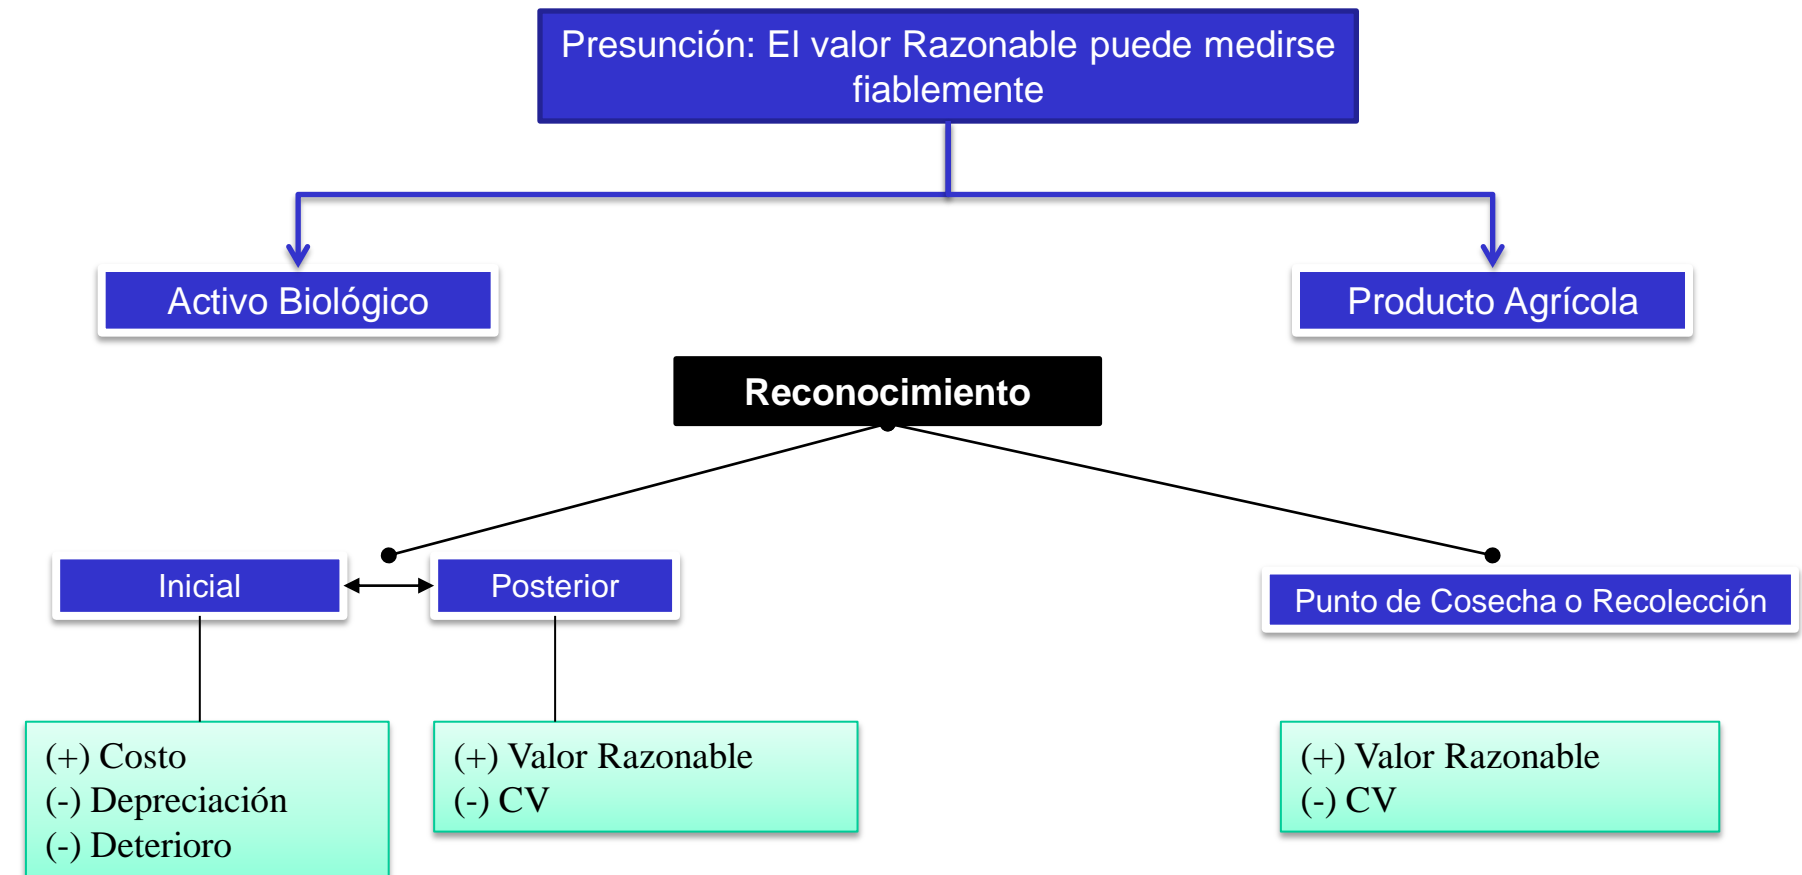 Presunción: El valor Razonable puede medirse
fiablemente
Activo Biológico
Producto Agrícola
Reconocimiento
Inicial
Posterior
Punto de Cosecha o Recolección
(+) Costo
(-) Depreciación
(-) Deterioro
(+) Valor Razonable
(-) CV
(+) Valor Razonable
(-) CV